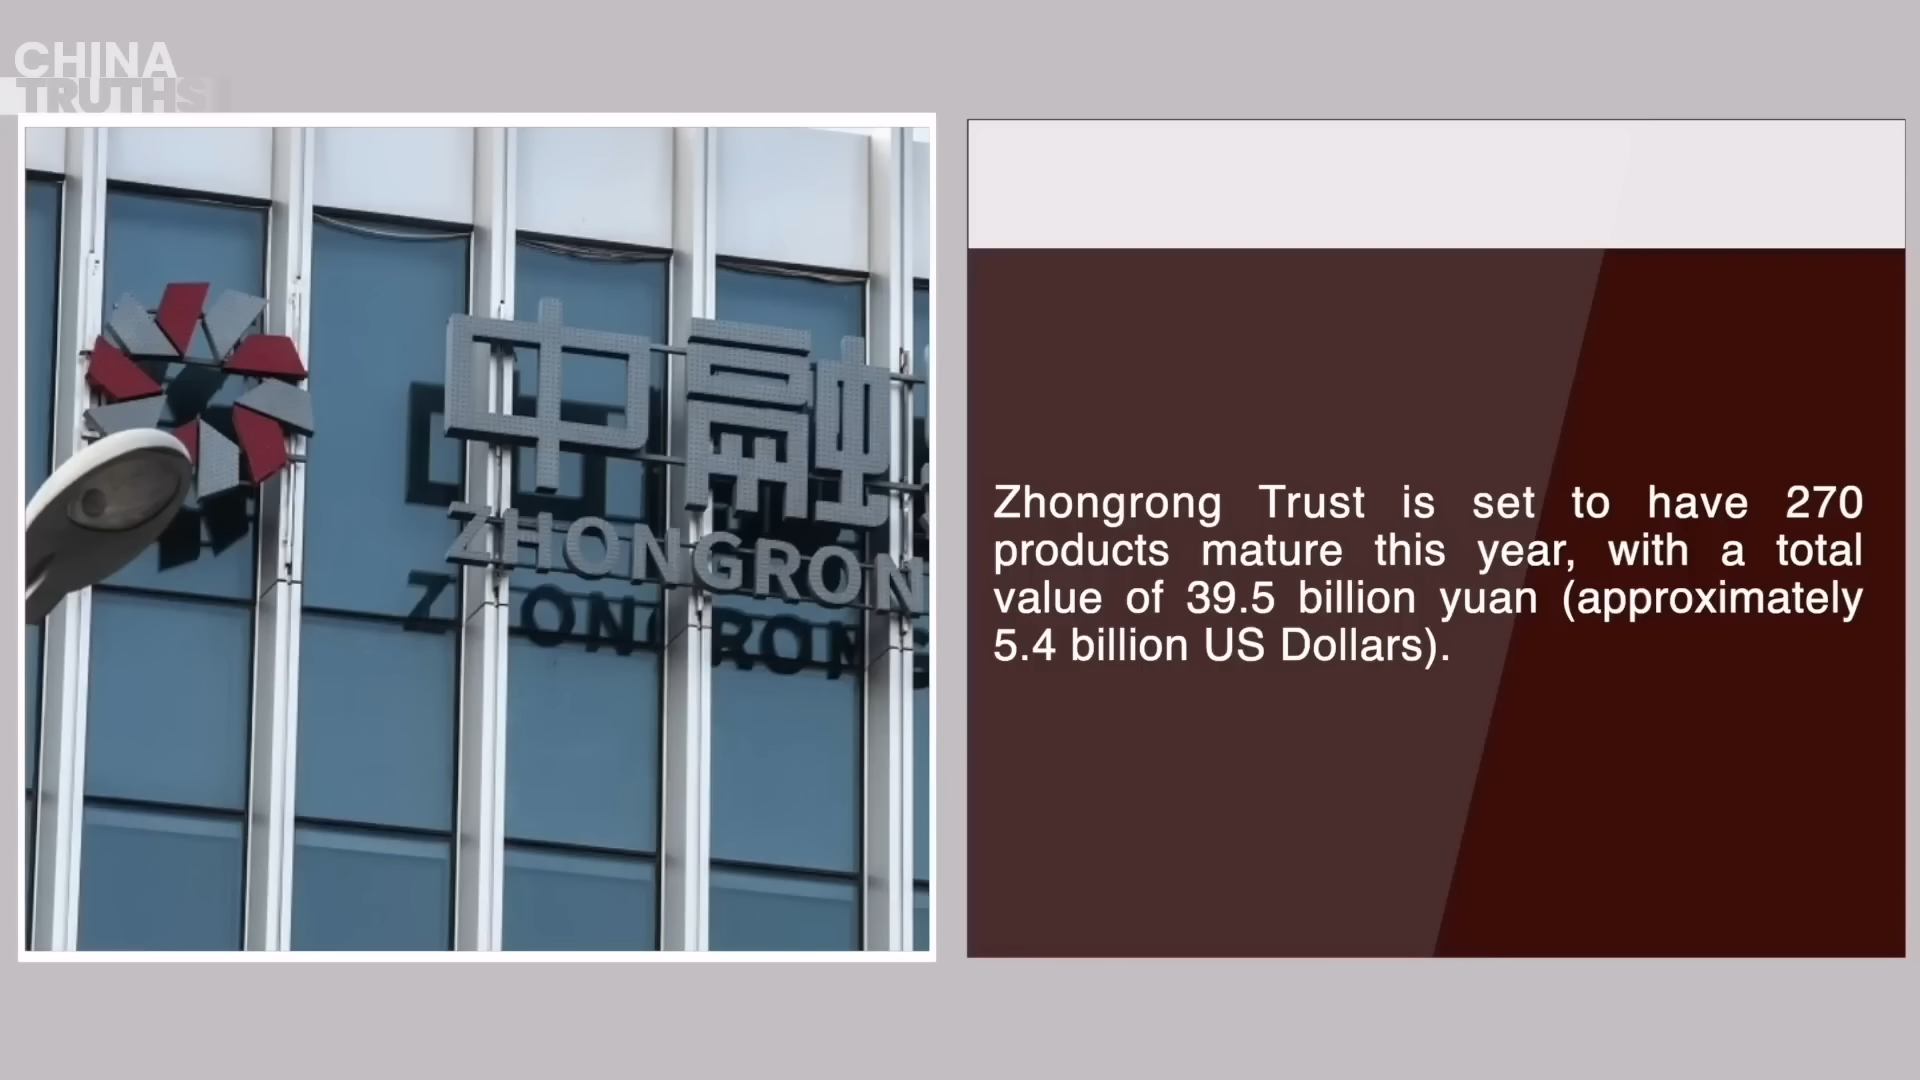 CHINA
TRUTHS
中融
ZHONGRON
Zhongrong Trust is set to have 270
products mature this year, with a total
value of 39.5 billion yuan (approximately
5.4 billion US Dollars).